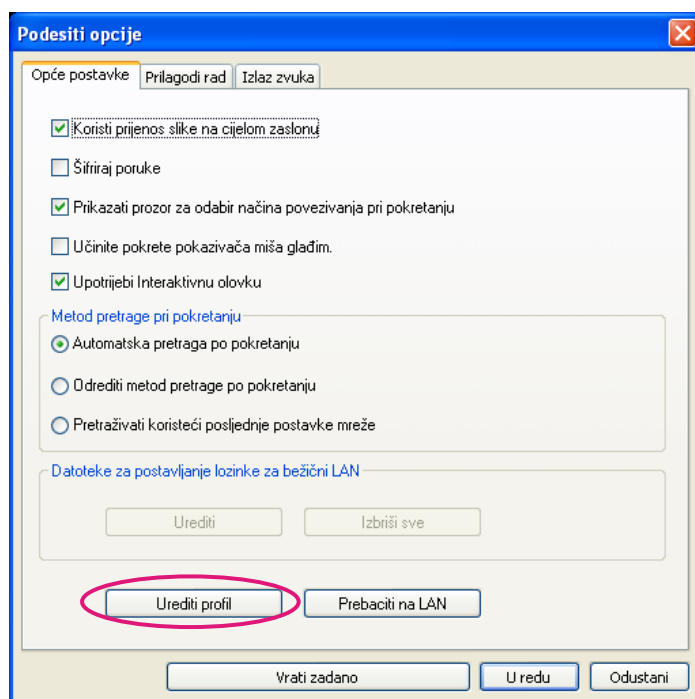 Podesiti opcije
Opće postavke Prilagodi rad Izlaz zvuka
Koristi prijenos slike na cijelom zaslonu
Šifriraj poruke
Prikazati prozor za odabir načina povezivanja pri pokretanju
Učinite pokrete pokazivača miša glađim.
Upotrijebi Interaktivnu olovku
Metod pretrage pri pokretanju
Automatska pretraga po pokretanju
Odrediti metod pretrage po pokretanju
Pretraživati koristeći posljednje postavke mreže
Datoteke za postavljanje lozinke za bežični LAN
Urediti Izbriši sve
Urediti profil Prebaciti na LAN
Vrati zadano U redu Odustani